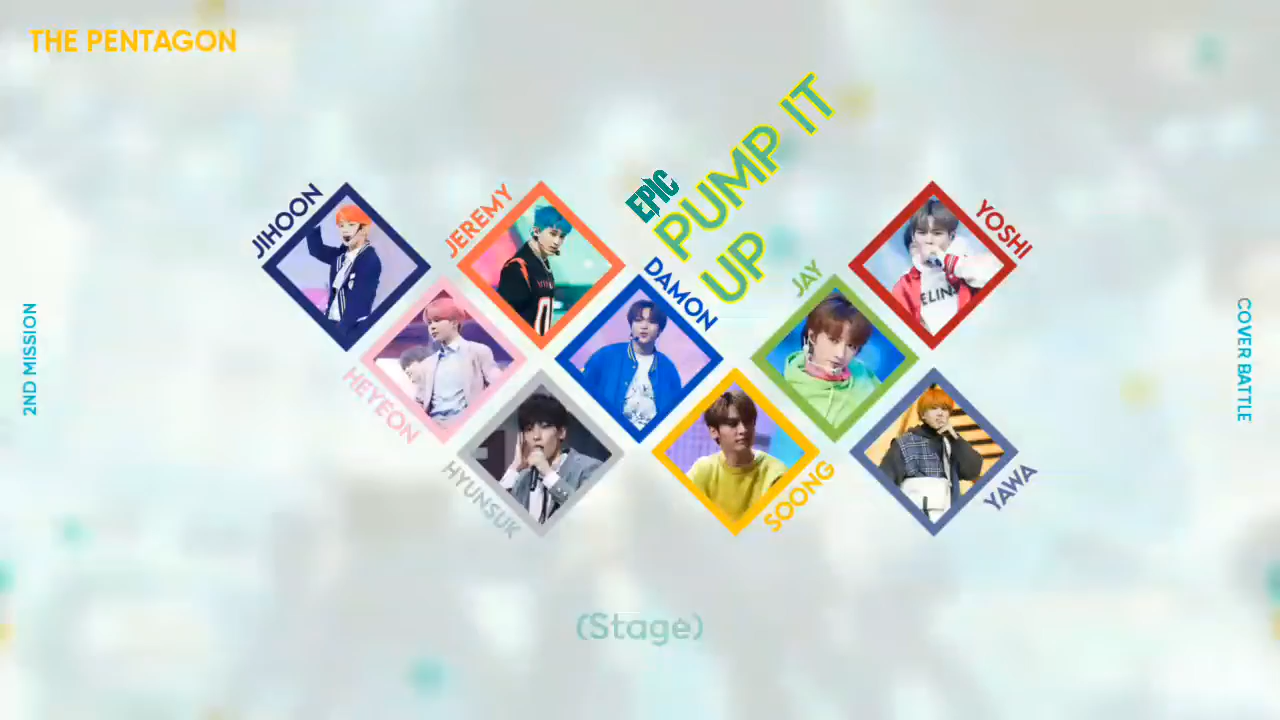 THE PENTAGON
2ND MISSION
COVER BATTLE
EPIC
PUMP IT
UP
JIHOON
JEREMY
YOSHI
DAMON
JAY
HEYEON
HYUNSUK
SOONG
YAWA
ELIN
(Stage)